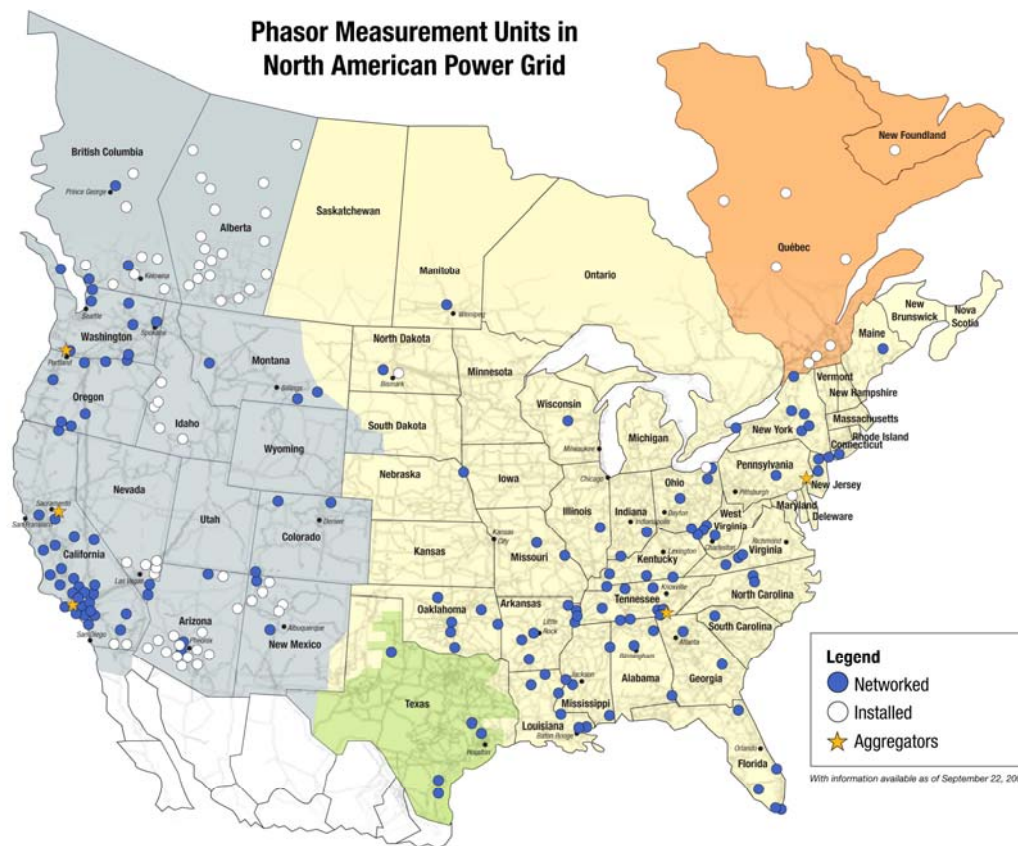 Phasor Measurement Units in
North American Power Grid
New Foundland
British Columbia
Prince George
Alberta
Saskatchewan
Québec
Manitoba
Ontario
Kelowna
Winnipeg
New
Brunswick
Nova
Scotia
Maine
Seattle
Washington
Spokane
Portland
Montana
North Dakota
Bismark
Minnesota
Billings
Vermont
New Hampshire
Oregon
Idaho
Wisconsin
Massachusetts
South Dakota
Michigan
New York
Rhode Island
Connecticut
Wyoming
Milwaukee
Nebraska
Iowa
Chicago
Pennsylvania
Ohio
Pittsburgh
New Jersey
Nevada
Sacramento
San Francisco
Utah
Denver
Colorado
Illinois
Indiana
Indianapolis
Dayton
West
Virginia
Maryland
Deleware
Kansas
City
Kansas
Missouri
Charleston
Richmond
Virginia
California
Las Vegas
Kentucky
Lexington
Knoxville
North Carolina
Tennessee
Oaklahoma
Arkansas
Little
Rock
Arizona
Phoenix
Albuquerque
New Mexico
San Diego
South Carolina
Atlanta
Birmingham
Alabama
Georgia
Jackson
Mississippi
Texas
Louisiana
Baton Rouge
Houston
Orlando
Florida
Legend
Networked
Installed
Aggregators
With information available as of September 22, 20